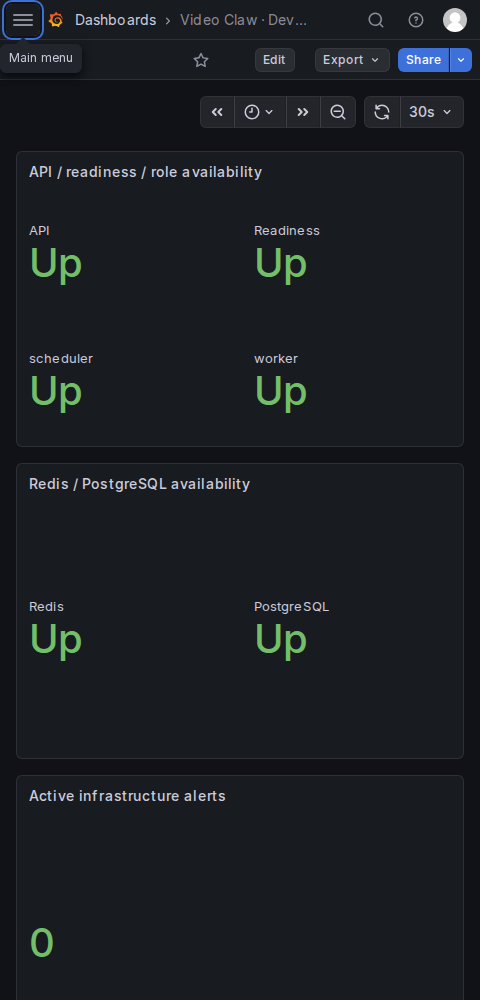 Dashboards › Video Claw · Dev...
Main menu
Edit
Export
Share
30s
API / readiness / role availability
API
Readiness
Up
Up
scheduler
worker
Up
Up
Redis / PostgreSQL availability
Redis
PostgreSQL
Up
Up
Active infrastructure alerts
0